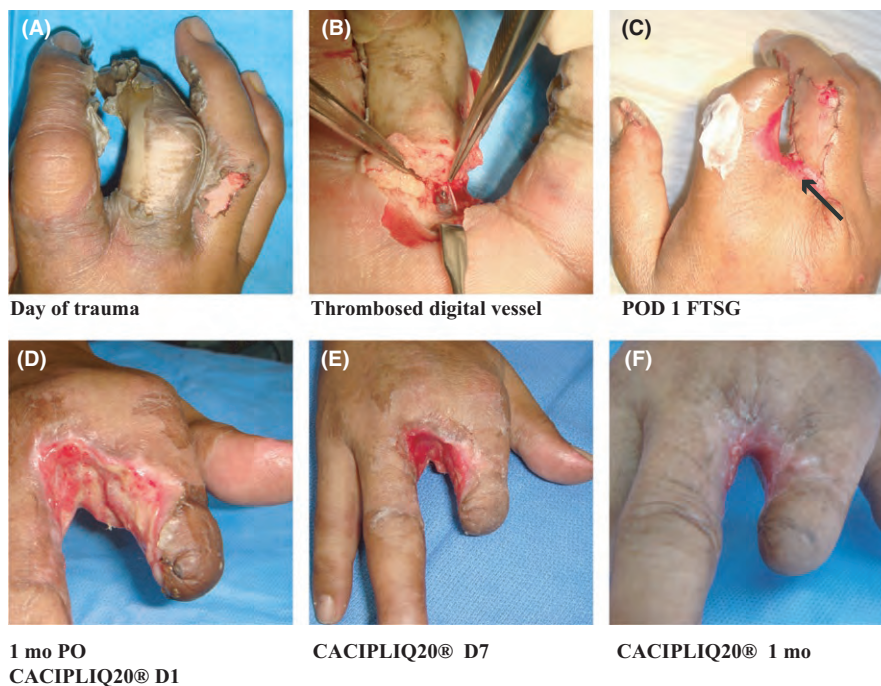 (A)
(B)
(C)
Day of trauma
Thrombosed digital vessel
POD 1 FTSG
(D)
(E)
(F)
1 mo PO
CACIPLIQ20® D1
CACIPLIQ20® D7
CACIPLIQ20® 1 mo